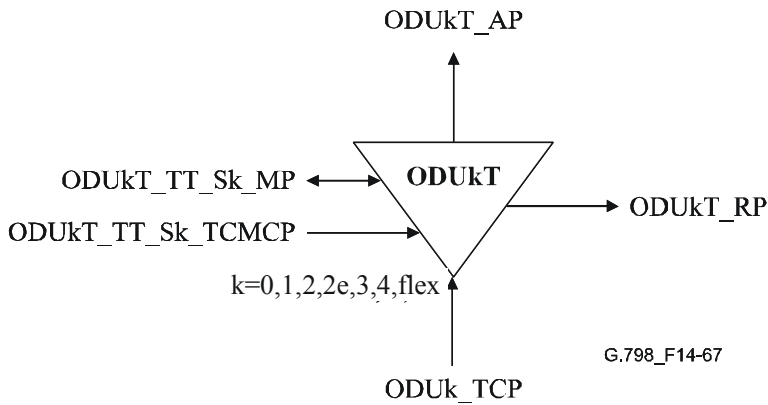 ODUkT_AP
ODUkT
ODUkT_TT_Sk_MP
ODUkT_RP
ODUkT_TT_Sk_TCMCP
k=0,1,2,2e,3,4,flex
G.798_F14-67
ODUk_TCP